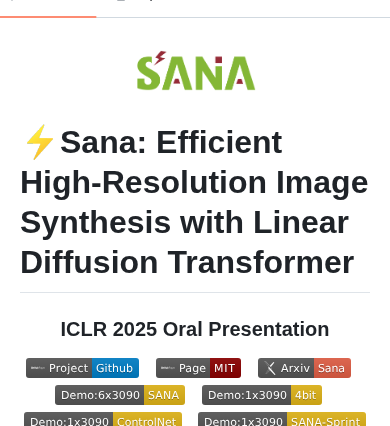 SANA
⚡Sana: Efficient
High-Resolution Image
Synthesis with Linear
Diffusion Transformer
ICLR 2025 Oral Presentation
Project Github Page MIT Arxiv Sana
Demo:6x3090 SANA Demo:1x3090 4bit
Demo:1x3090 ControlNet Demo:1x3090 SANA-Sprint